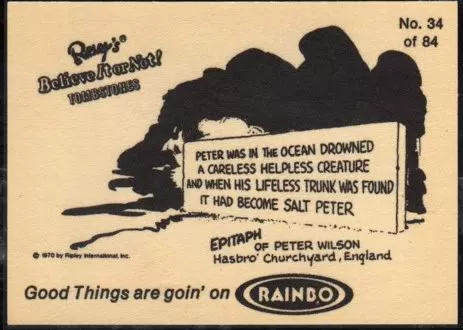 Ripley's®
Believe It or Not!
TOMBSTONES
No. 34
of 84
PETER WAS IN THE OCEAN DROWNED
A CARELESS HELPLESS CREATURE
AND WHEN HIS LIFELESS TRUNK WAS FOUND
IT HAD BECOME SALT PETER
EPITAPH
OF PETER WILSON
Hasbro' Churchyard, England
© 1970 by Ripley International, Inc.
Good Things are goin' on RAINBO